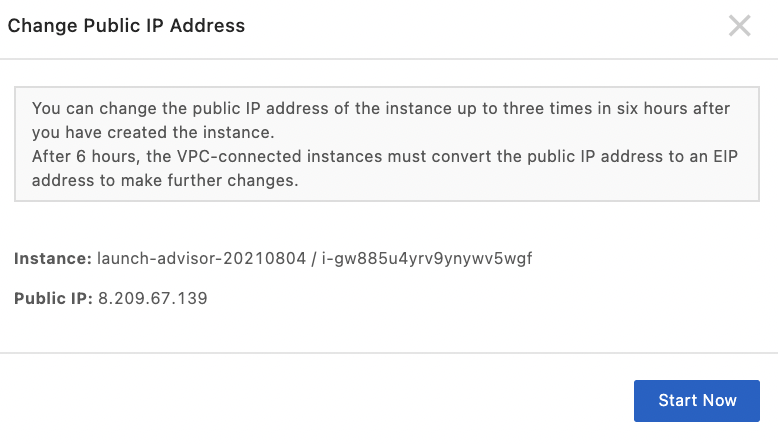 Change Public IP Address
You can change the public IP address of the instance up to three times in six hours after
you have created the instance.
After 6 hours, the VPC-connected instances must convert the public IP address to an EIP
address to make further changes.
Instance: launch-advisor-20210804 / i-gw885u4yrv9ynywv5wgf
Public IP: 8.209.67.139
Start Now